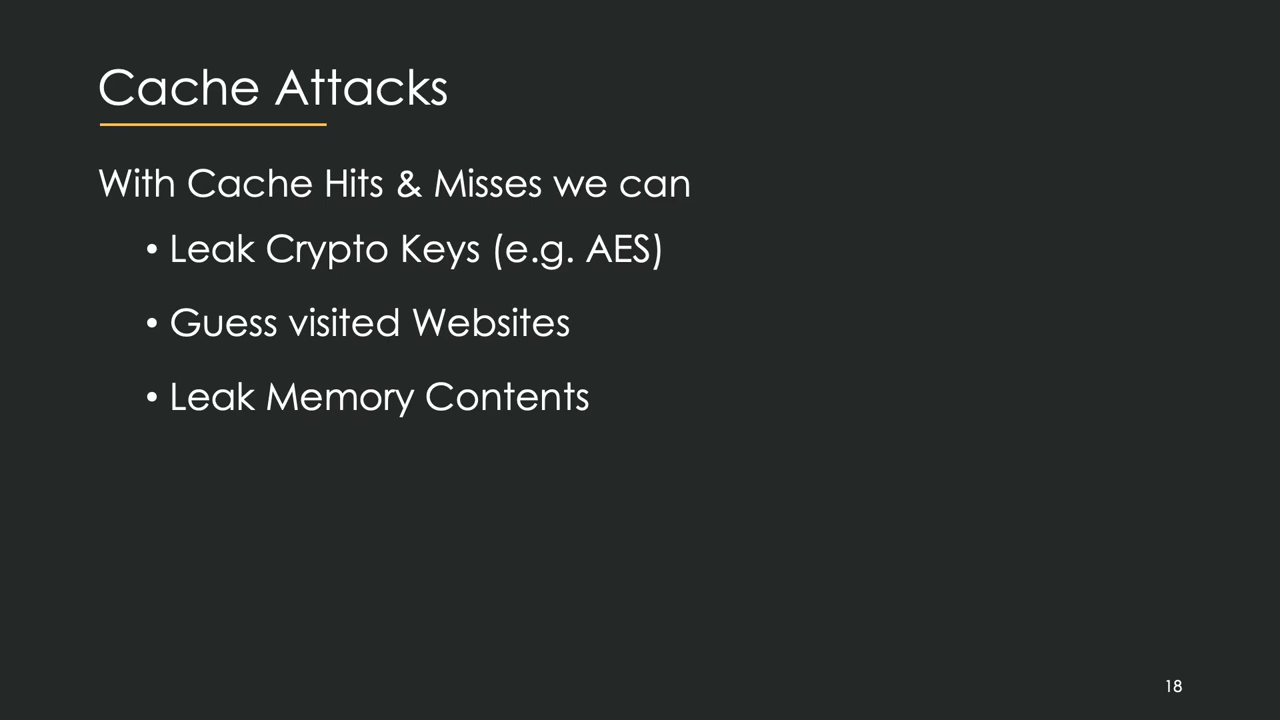 Cache Attacks
With Cache Hits & Misses we can
• Leak Crypto Keys (e.g. AES)
• Guess visited Websites
• Leak Memory Contents
18